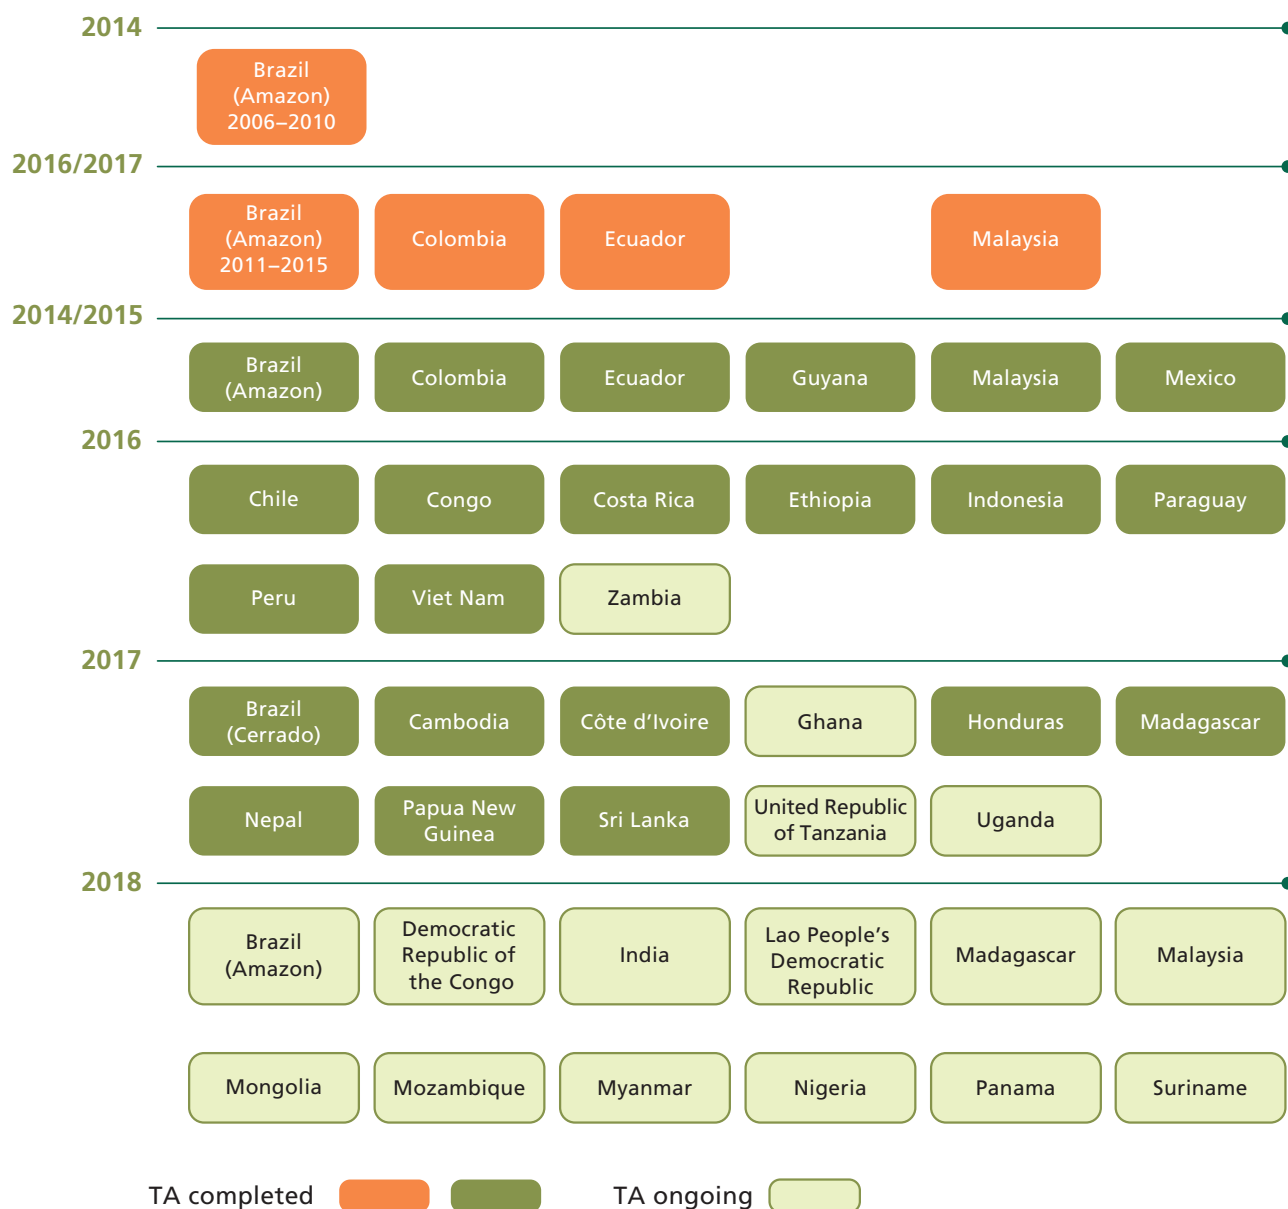 2014
Brazil
(Amazon)
2006–2010
2016/2017
Brazil
(Amazon)
2011–2015
Colombia
Ecuador
Malaysia
2014/2015
Brazil
(Amazon)
Colombia
Ecuador
Guyana
Malaysia
Mexico
2016
Chile
Congo
Costa Rica
Ethiopia
Indonesia
Paraguay
Peru
Viet Nam
Zambia
2017
Brazil
(Cerrado)
Cambodia
Côte d’Ivoire
Ghana
Honduras
Madagascar
Nepal
Papua New
Guinea
Sri Lanka
United Republic
of Tanzania
Uganda
2018
Brazil
(Amazon)
Democratic
Republic of
the Congo
India
Lao People’s
Democratic
Republic
Madagascar
Malaysia
Mongolia
Mozambique
Myanmar
Nigeria
Panama
Suriname
TA completed
TA ongoing